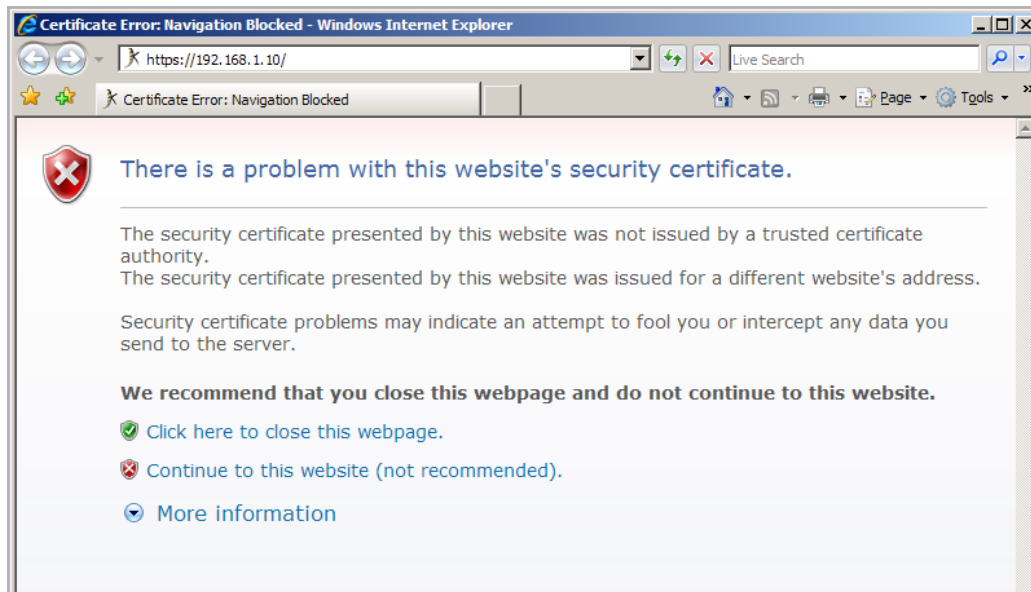 Certificate Error: Navigation Blocked - Windows Internet Explorer
https://192.168.1.10/
Live Search
Certificate Error: Navigation Blocked
Page
Tools
There is a problem with this website's security certificate.
The security certificate presented by this website was not issued by a trusted certificate
authority.
The security certificate presented by this website was issued for a different website's address.
Security certificate problems may indicate an attempt to fool you or intercept any data you
send to the server.
We recommend that you close this webpage and do not continue to this website.
Click here to close this webpage.
Continue to this website (not recommended).
More information